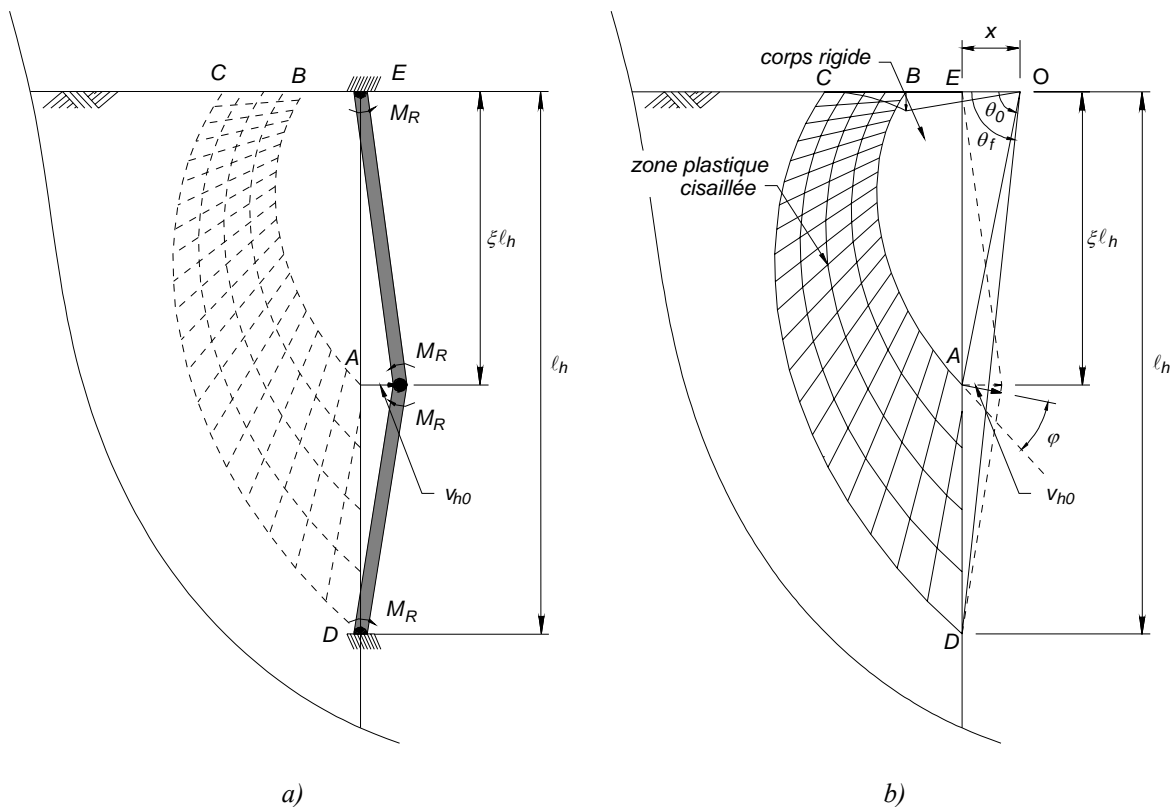 C
B
E
M_R
ξℓ_h
ℓ_h
A
M_R
M_R
v_h0
M_R
D
a)
x
corps rigide
C
B
E
O
θ_0
θ_f
zone plastique
cisaillée
ξℓ_h
ℓ_h
A
φ
v_h0
D
b)